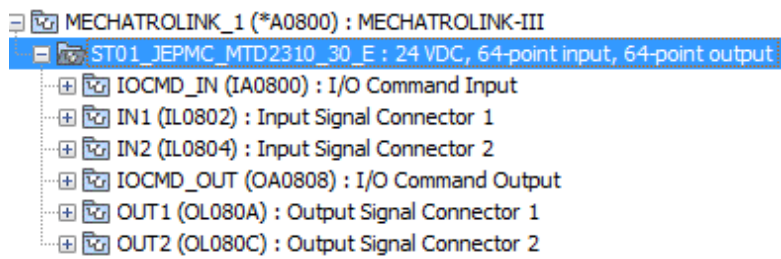 MECHATROLINK_1 (*A0800) : MECHATROLINK-III
ST01_JEPMC_MTD2310_30_E : 24 VDC, 64-point input, 64-point output
IOCMD_IN (IA0800) : I/O Command Input
IN1 (IL0802) : Input Signal Connector 1
IN2 (IL0804) : Input Signal Connector 2
IOCMD_OUT (OA0808) : I/O Command Output
OUT1 (OL080A) : Output Signal Connector 1
OUT2 (OL080C) : Output Signal Connector 2